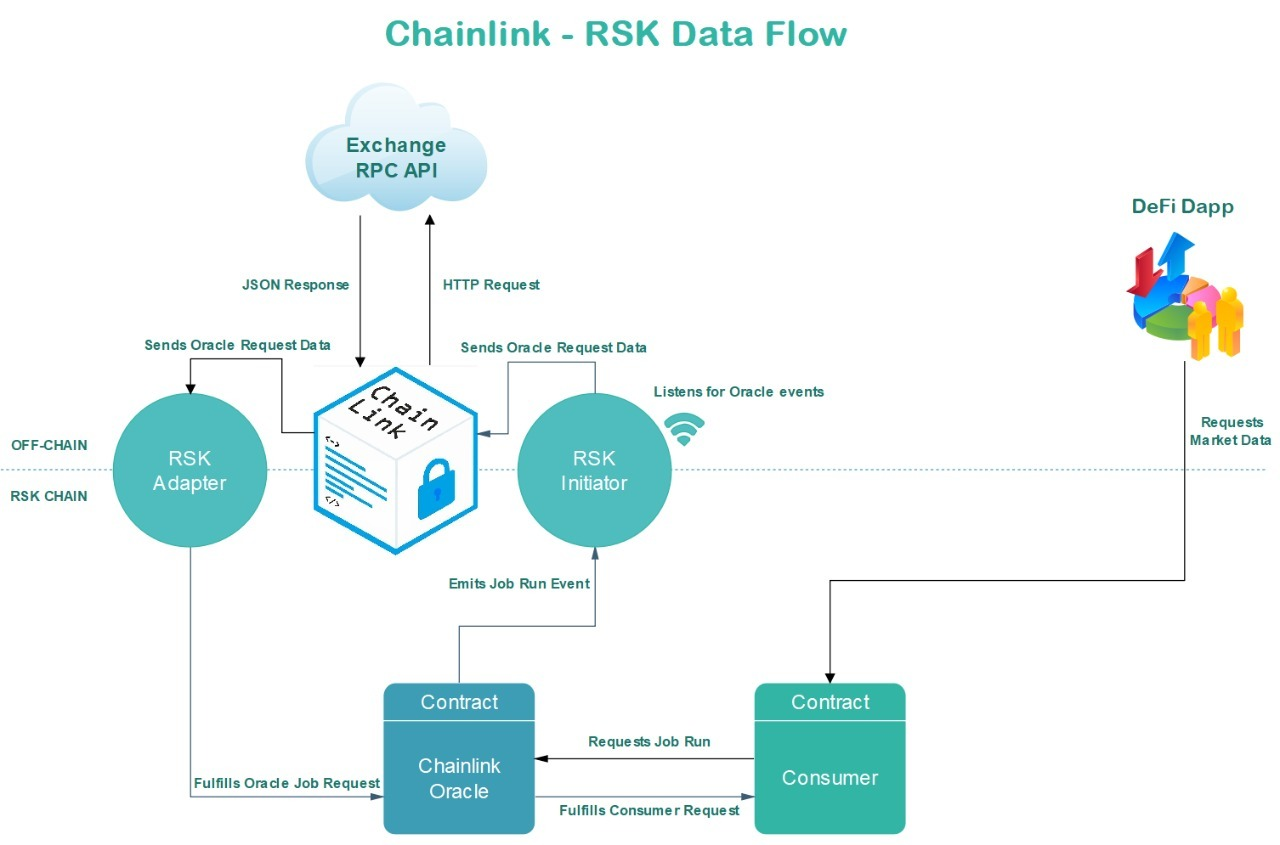 Chainlink - RSK Data Flow
Exchange
RPC API
DeFi Dapp
JSON Response
HTTP Request
Sends Oracle Request Data
Sends Oracle Request Data
Listens for Oracle events
Chain
Link
<->
</>
Requests
Market Data
OFF-CHAIN
RSK CHAIN
RSK
Adapter
RSK
Initiator
Emits Job Run Event
Contract
Chainlink
Oracle
Contract
Consumer
Requests Job Run
Fulfills Oracle Job Request
Fulfills Consumer Request